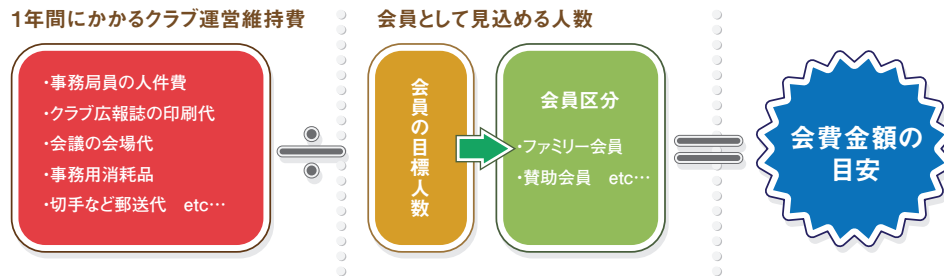 1年間にかかるクラブ運営維持費
・事務局員の人件費
・クラブ広報誌の印刷代
・会議の会場代
・事務用消耗品
・切手など郵送代　etc…
÷
会員として見込める人数
会員の目標人数
会員区分
・ファミリー会員
・賛助会員　etc…
=
会費金額の
目安